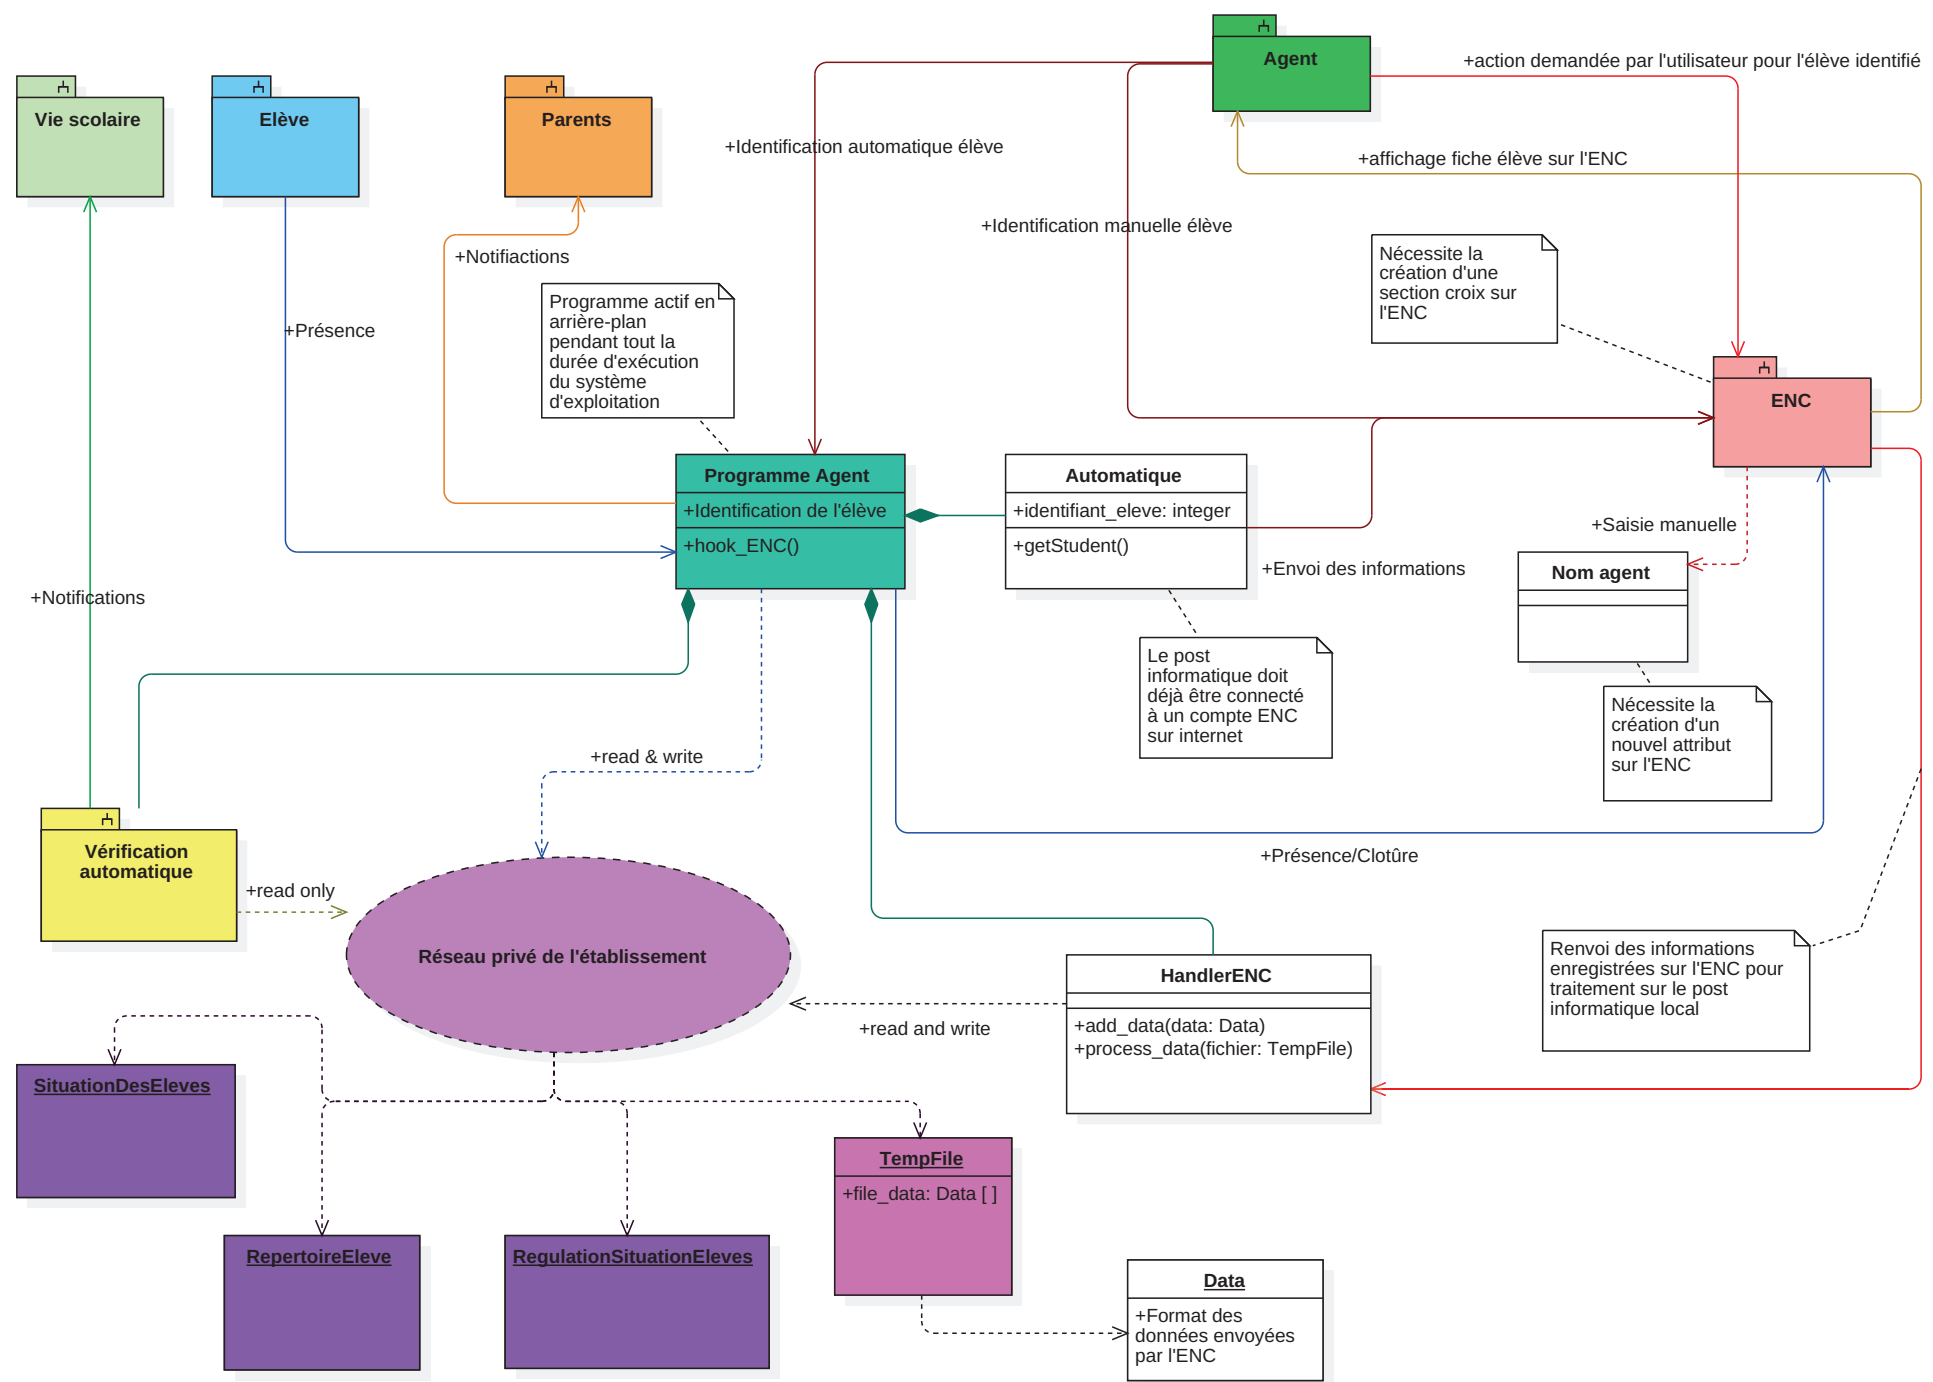 Agent
+action demandée par l'utilisateur pour l'élève identifié
Vie scolaire
Elève
Parents
+Identification automatique élève
+affichage fiche élève sur l'ENC
+Identification manuelle élève
+Notifiactions
Nécessite la
création d'une
section croix sur
l'ENC
Programme actif en
arrière-plan
pendant tout la
durée d'exécution
du système
d'exploitation
+Présence
ENC
Programme Agent
+Identification de l'élève
+hook_ENC()
Automatique
+identifiant_eleve: integer
+getStudent()
+Saisie manuelle
+Envoi des informations
Nom agent
+Notifications
Le post
informatique doit
déjà être connecté
à un compte ENC
sur internet
Nécessite la
création d'un
nouvel attribut
sur l'ENC
+read & write
Vérification
automatique
+Présence/Clotûre
+read only
Réseau privé de l'établissement
Renvoi des informations
enregistrées sur l'ENC pour
traitement sur le post
informatique local
HandlerENC
+add_data(data: Data)
+process_data(fichier: TempFile)
+read and write
SituationDesEleves
TempFile
+file_data: Data [ ]
RepertoireEleve
RegulationSituationEleves
Data
+Format des
données envoyées
par l'ENC